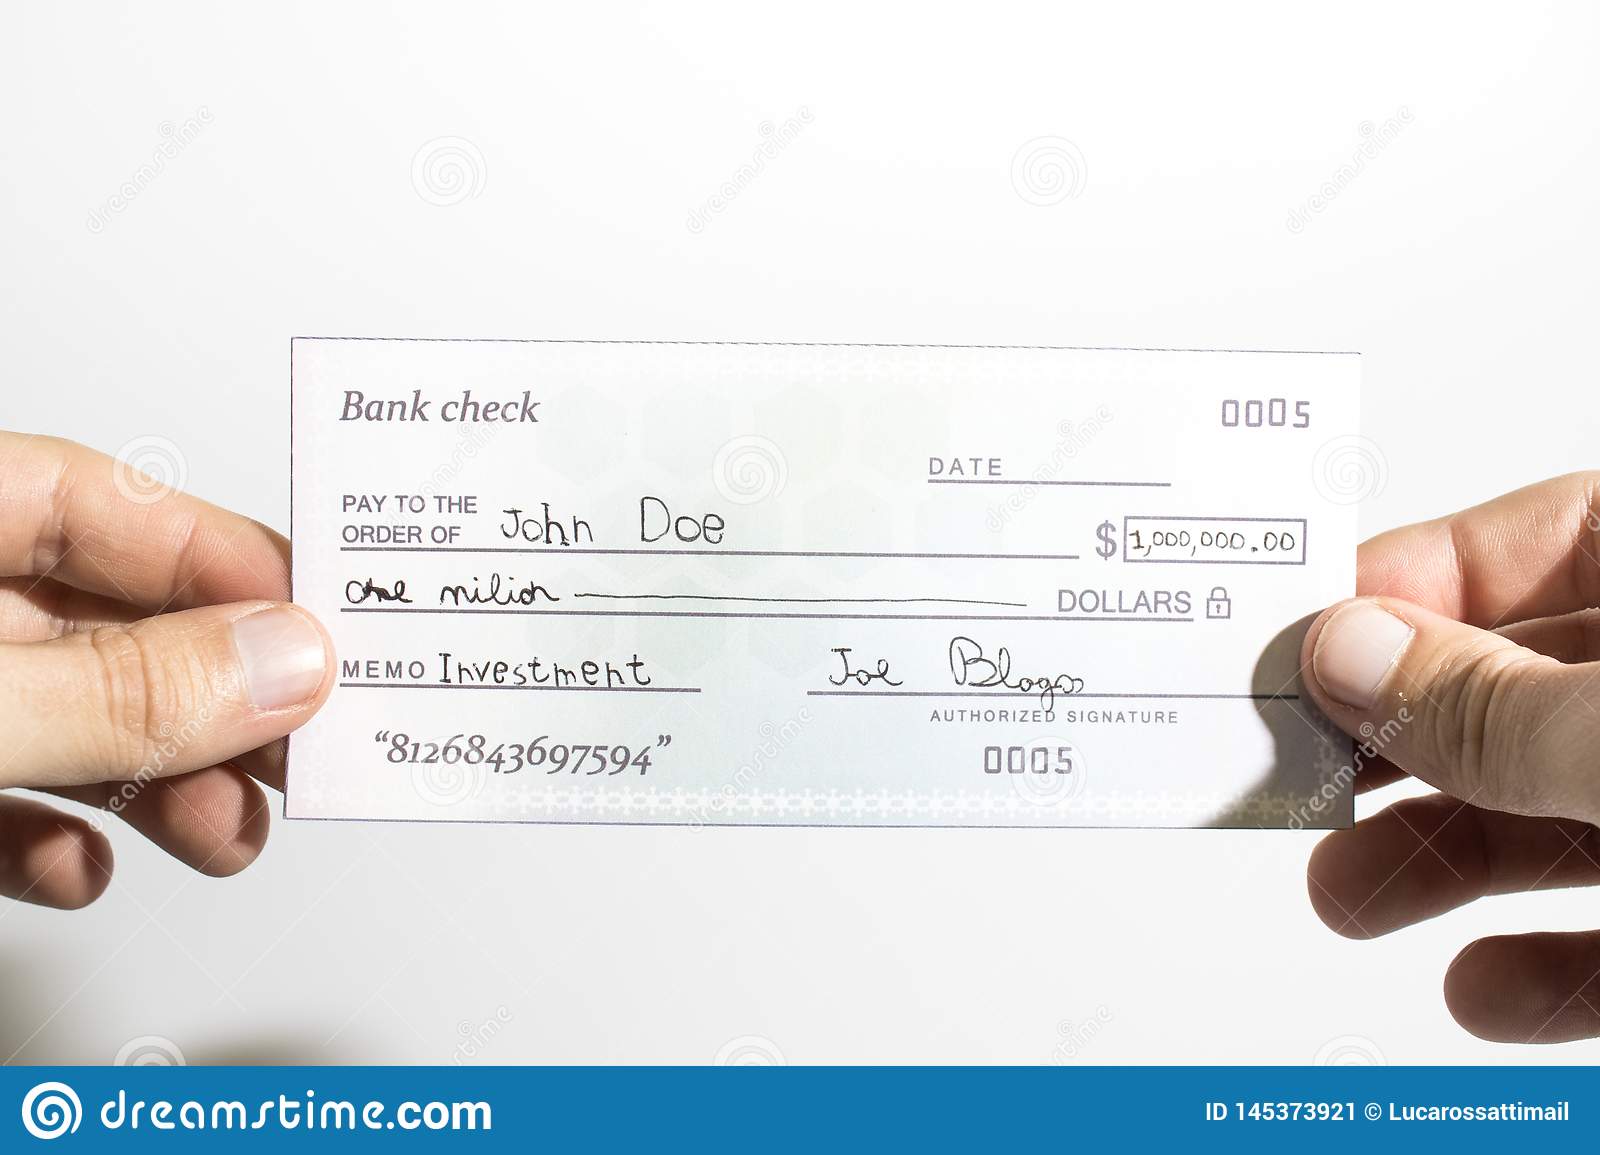 Bank check
0005
DATE
PAY TO THE
ORDER OF John Doe
$ 1,000,000.00
one milion
DOLLARS
MEMO Investment
Joe Blogs
AUTHORIZED SIGNATURE
“8126843697594”
0005
dreamstime.com
ID 145373921 © Lucarossattimail